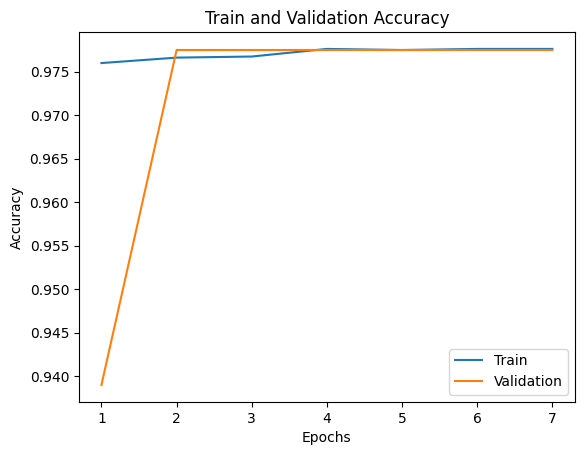 Train and Validation Accuracy
Accuracy
0.975
0.970
0.965
0.960
0.955
0.950
0.945
0.940
1 2 3 4 5 6 7
Epochs
Train
Validation